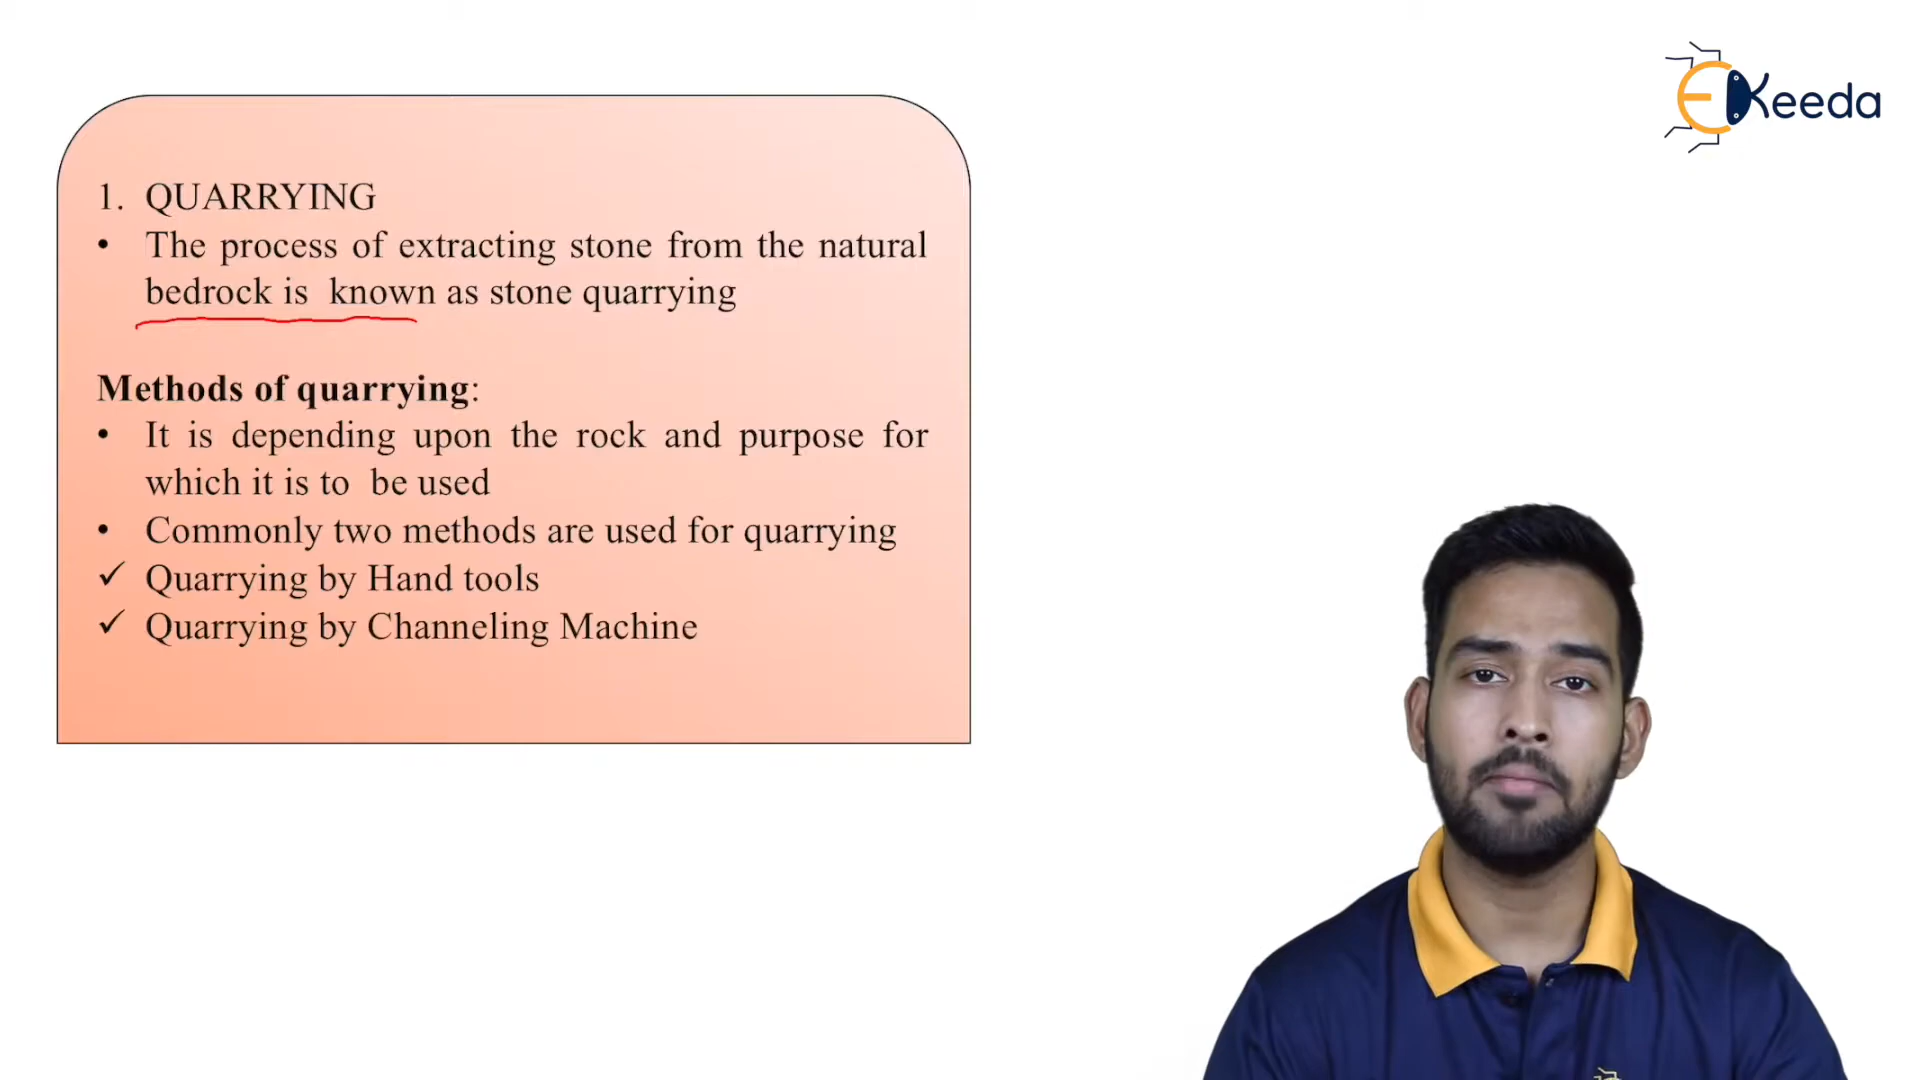 EKeeda
1. QUARRYING
• The process of extracting stone from the natural
bedrock is known as stone quarrying
Methods of quarrying:
• It is depending upon the rock and purpose for
which it is to be used
• Commonly two methods are used for quarrying
✓ Quarrying by Hand tools
✓ Quarrying by Channeling Machine